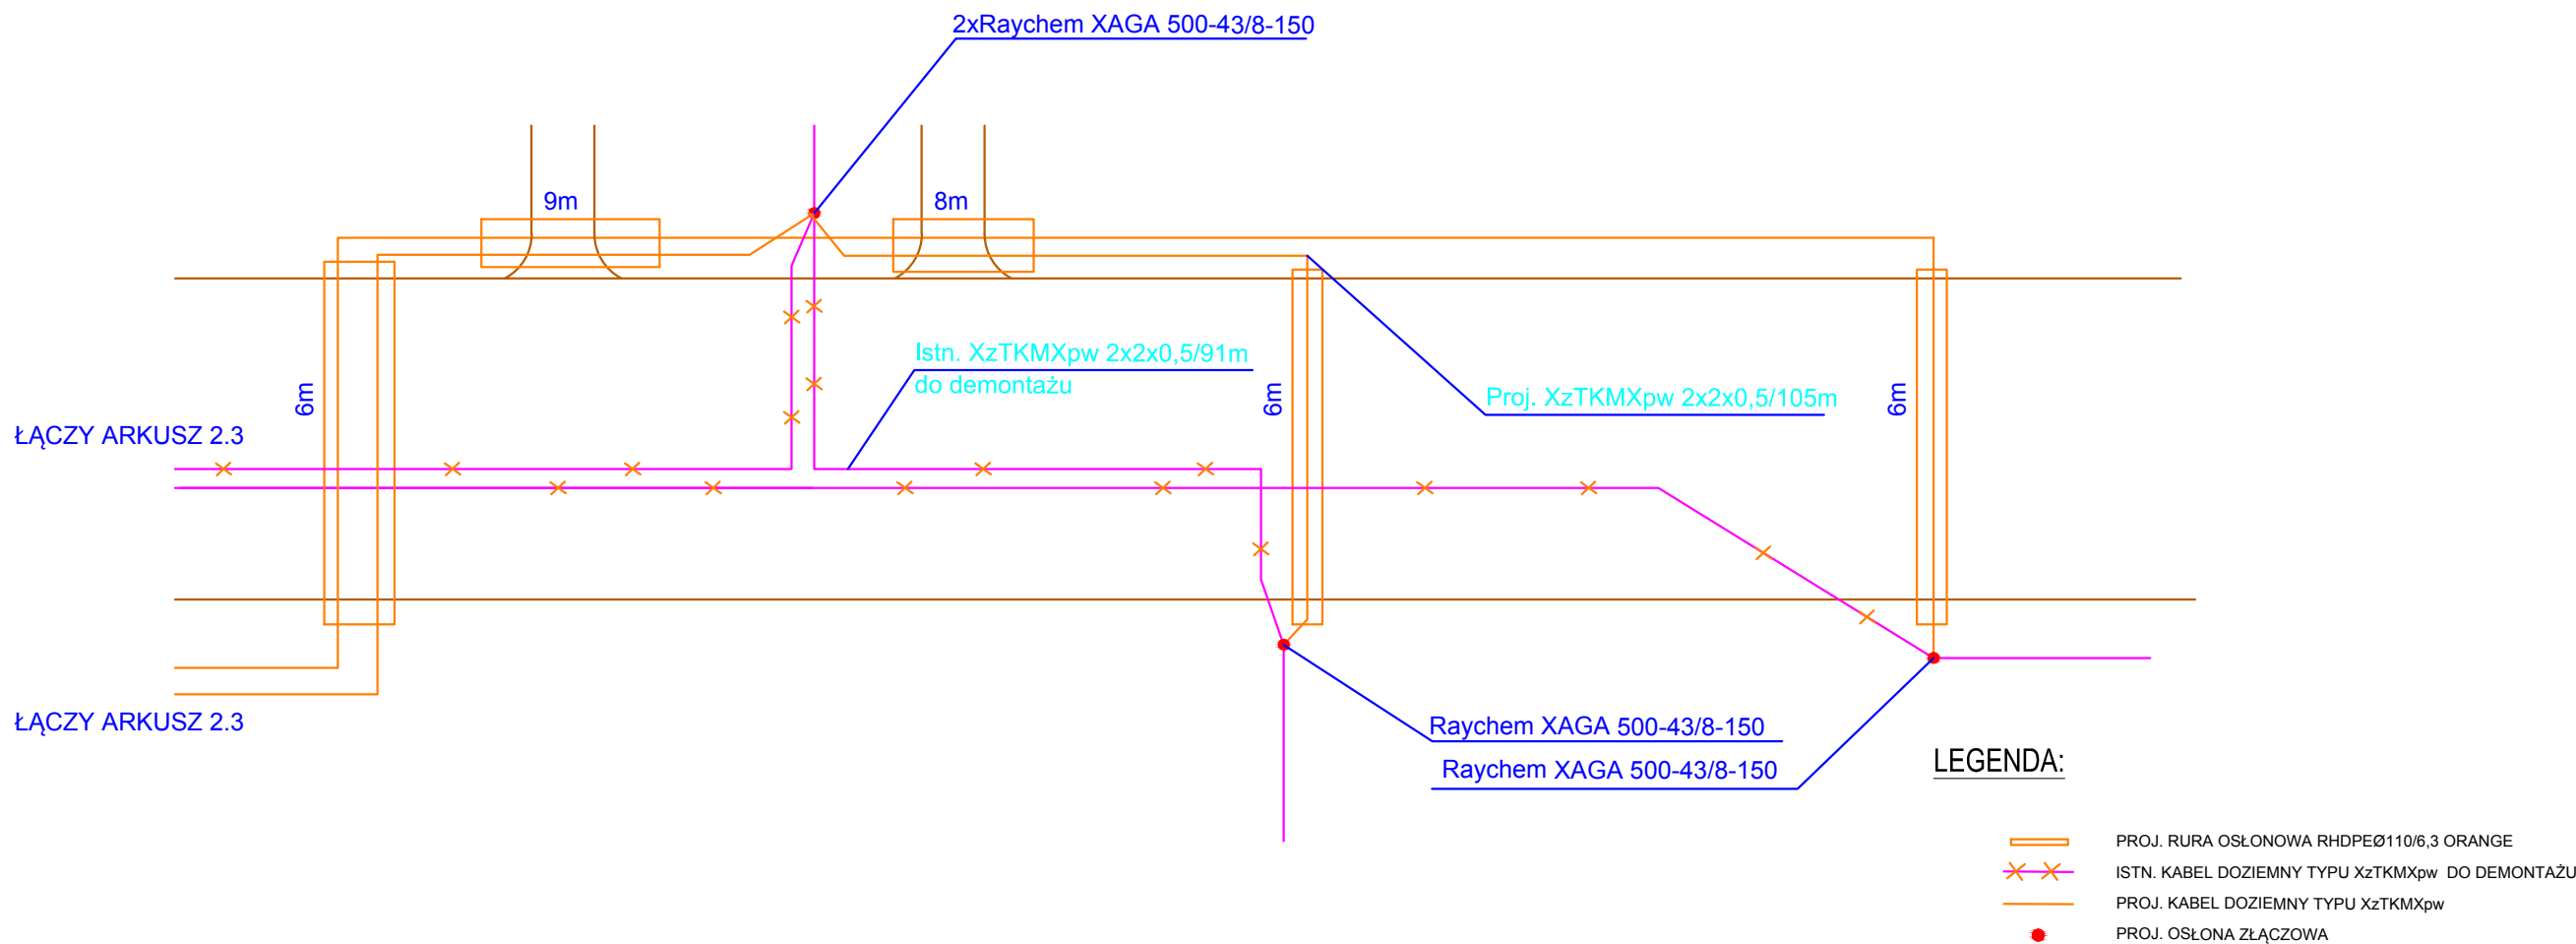 2xRaychem XAGA 500-43/8-150
9m
8m
Istn. XzTKMXpw 2x2x0,5/91m
do demontażu
6m
6m
Proj. XzTKMXpw 2x2x0,5/105m
6m
ŁĄCZY ARKUSZ 2.3
ŁĄCZY ARKUSZ 2.3
Raychem XAGA 500-43/8-150
Raychem XAGA 500-43/8-150
LEGENDA:
PROJ. RURA OSŁONOWA RHDPEØ110/6,3 ORANGE
ISTN. KABEL DOZIEMNY TYPU XzTKMXpw DO DEMONTAŻU
PROJ. KABEL DOZIEMNY TYPU XzTKMXpw
PROJ. OSŁONA ZŁĄCZOWA